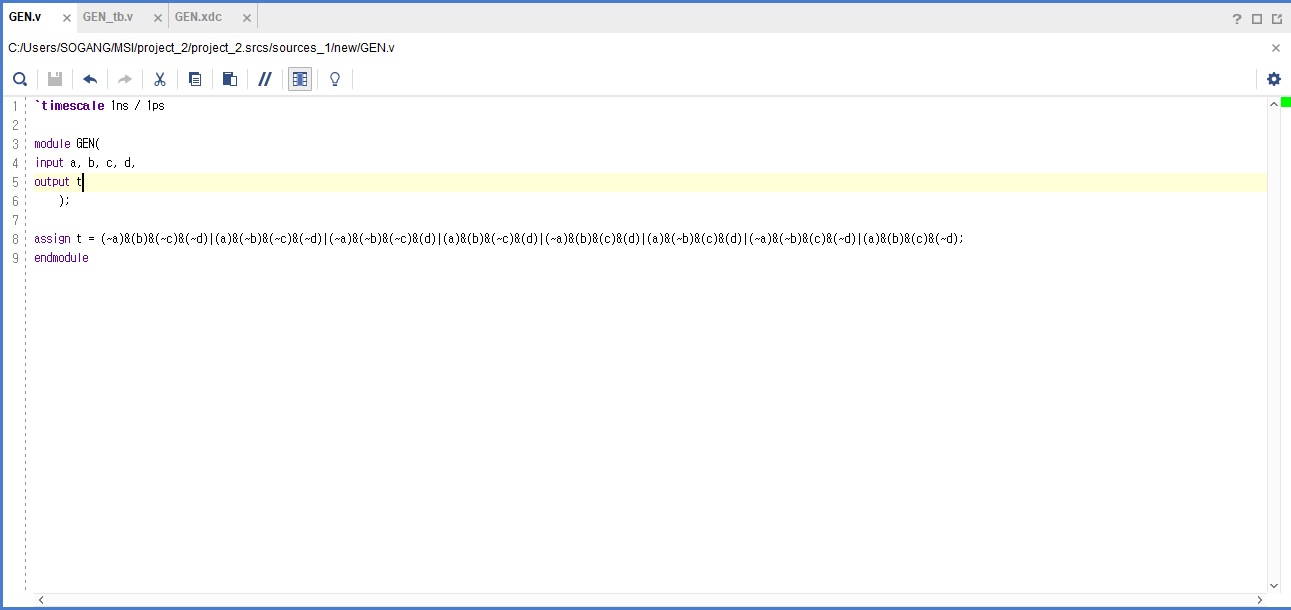 GEN.v × GEN_tb.v × GEN.xdc × ?
C:/Users/SOGANG/MSI/project_2/project_2.srcs/sources_1/new/GEN.v ×
//
1 `timescale 1ns / 1ps
2
3 module GEN(
4 input a, b, c, d,
5 output t
6 );
7
8 assign t = (~a)&(b)&(~c)&(~d)|(a)&(~b)&(~c)&(~d)|(~a)&(~b)&(~c)&(d)|(a)&(b)&(~c)&(d)|(~a)&(b)&(c)&(d)|(a)&(~b)&(c)&(d)|(~a)&(~b)&(c)&(~d)|(a)&(b)&(c)&(~d);
9 endmodule